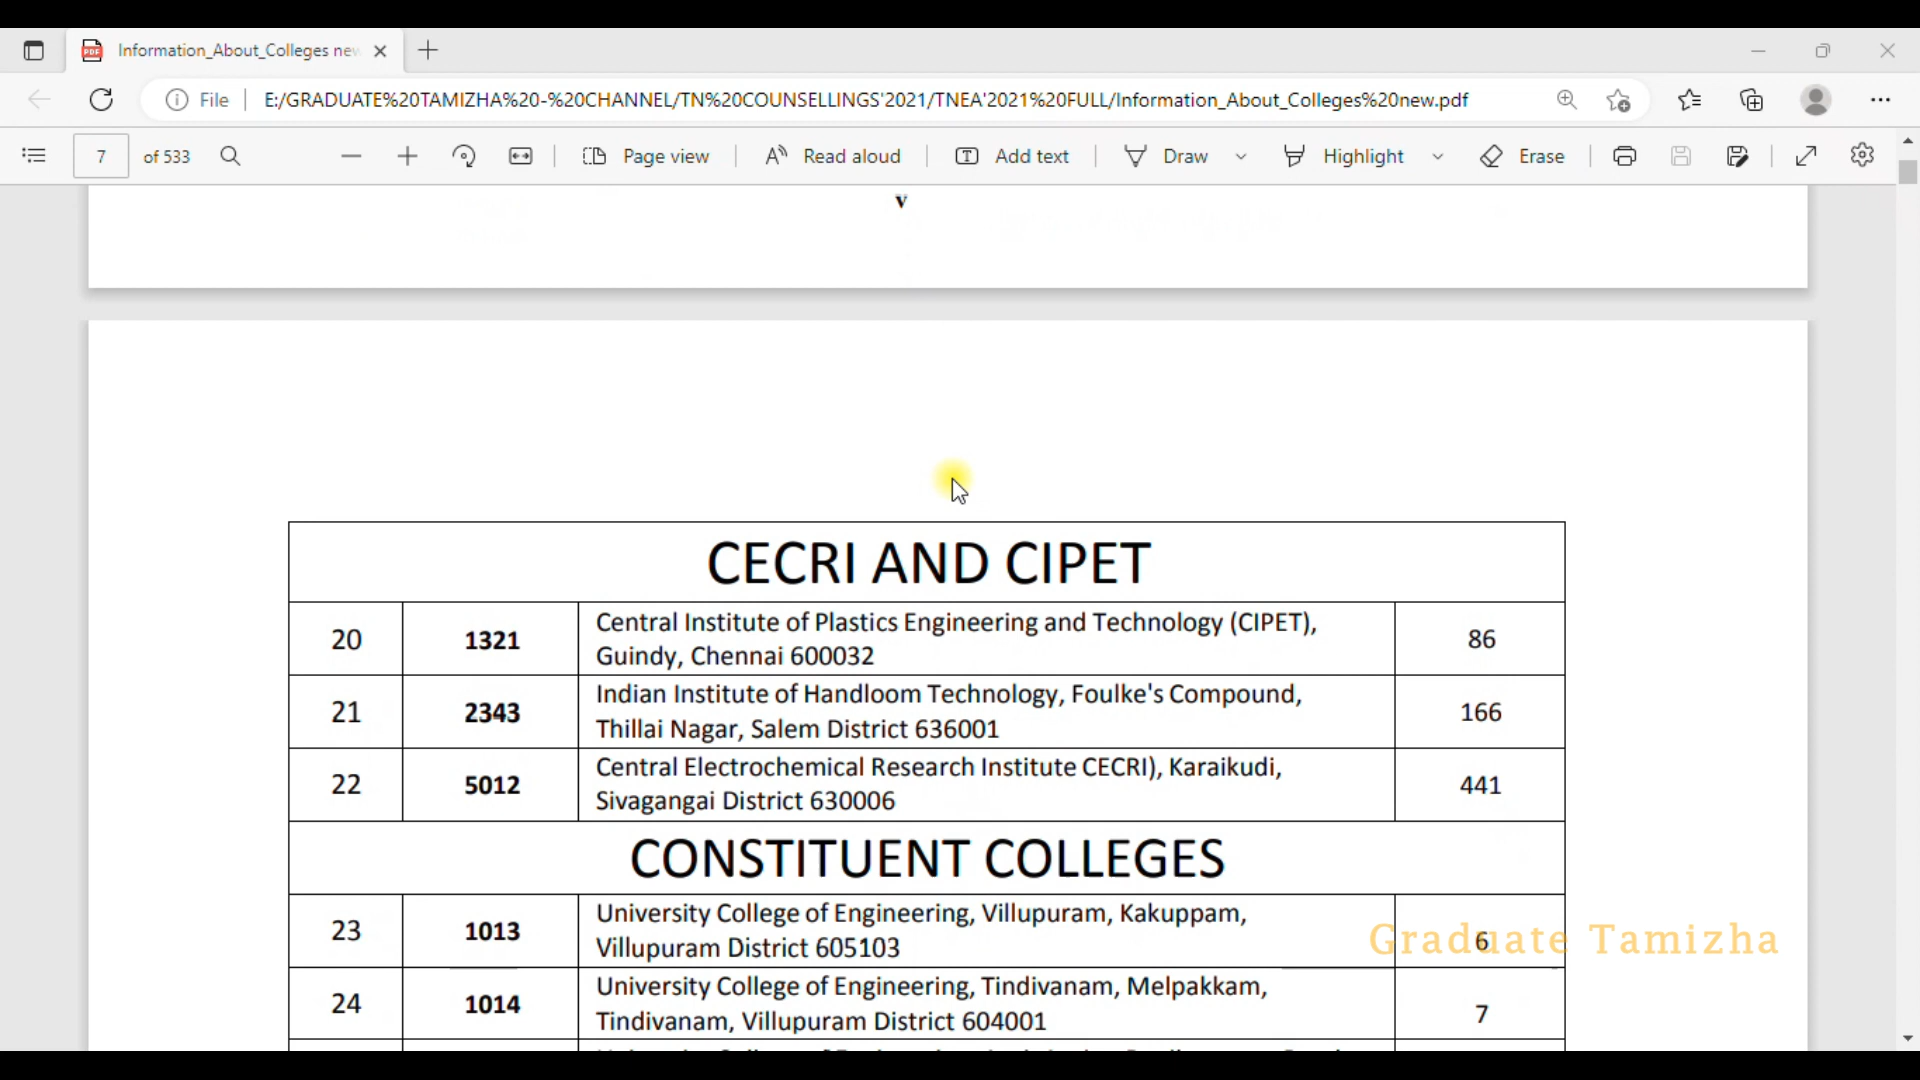 Information_About_Colleges new
File
E:/GRADUATE%20TAMIZHA%20-%20CHANNEL/TN%20COUNSELLINGS'2021/TNEA'2021%20FULL/Information_About_Colleges%20new.pdf
7 of 533
Page view
Read aloud
Add text
Draw
Highlight
Erase
v
CECRI AND CIPET
20 1321 Central Institute of Plastics Engineering and Technology (CIPET), 86
Guindy, Chennai 600032
21 2343 Indian Institute of Handloom Technology, Foulke's Compound, 166
Thillai Nagar, Salem District 636001
22 5012 Central Electrochemical Research Institute CECRI), Karaikudi, 441
Sivagangai District 630006
CONSTITUENT COLLEGES
23 1013 University College of Engineering, Villupuram, Kakuppam, 6
Villupuram District 605103
Graduate Tamizha
24 1014 University College of Engineering, Tindivanam, Melpakkam, 7
Tindivanam, Villupuram District 604001